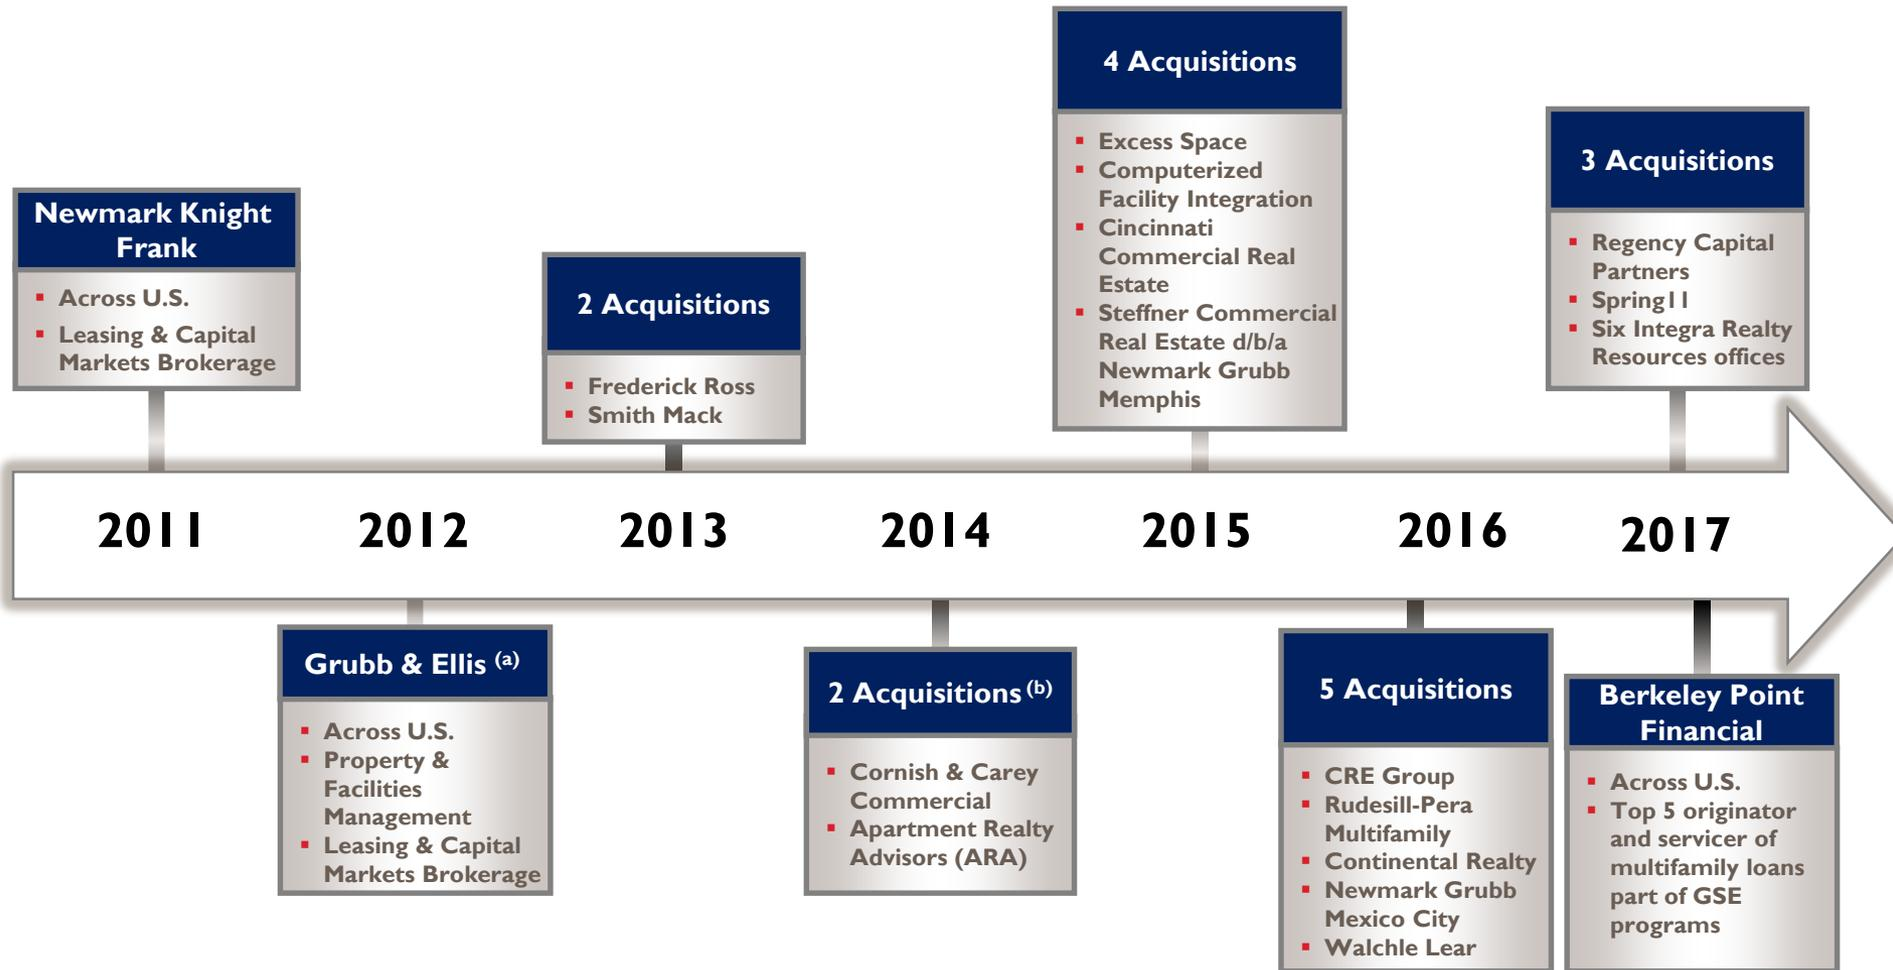 4 Acquisitions
Excess Space
Computerized
Facility Integration
Cincinnati
Commercial Real
Estate
Steffner Commercial
Real Estate d/b/a
Newmark Grubb
Memphis
3 Acquisitions
Regency Capital
Partners
Spring11
Six Integra Realty
Resources offices
Newmark Knight
Frank
Across U.S.
Leasing & Capital
Markets Brokerage
2 Acquisitions
Frederick Ross
Smith Mack
2011 2012 2013 2014 2015 2016 2017
Grubb & Ellis (a)
Across U.S.
Property &
Facilities
Management
Leasing & Capital
Markets Brokerage
2 Acquisitions (b)
Cornish & Carey
Commercial
Apartment Realty
Advisors (ARA)
5 Acquisitions
CRE Group
Rudesill-Pera
Multifamily
Continental Realty
Newmark Grubb
Mexico City
Walchle Lear
Berkeley Point
Financial
Across U.S.
Top 5 originator
and servicer of
multifamily loans
part of GSE
programs